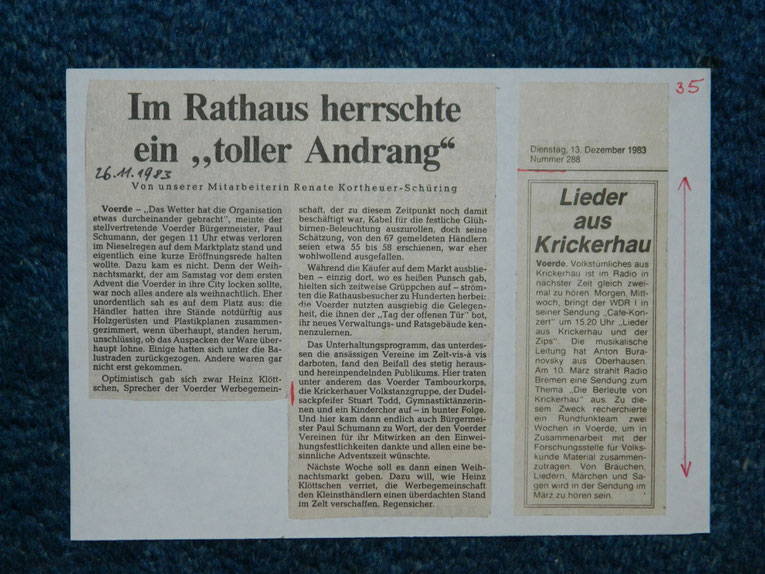 Im Rathaus herrschte
ein „toller Andrang“
26.11.1983
Von unserer Mitarbeiterin Renate Kortheuer-Schüring
Voerde – „Das Wetter hat die Organisation
etwas durcheinander gebracht“, meinte der
stellvertretende Voerder Bürgermeister, Paul
Schumann, der gegen 11 Uhr etwas verloren
im Nieselregen auf dem Marktplatz stand und
eigentlich eine kurze Eröffnungsrede halten
wollte. Dazu kam es nicht. Denn der Weih-
nachtsmarkt, der am Samstag vor dem ersten
Advent die Voerder in ihre City locken sollte,
war noch alles andere als weihnachtlich. Eher
unordentlich sah es auf dem Platz aus: die
Händler hatten ihre Stände notdürftig aus
Holzgerüsten und Plastikplanen zusammen-
gezimmert, wenn überhaupt, standen herum,
unschlüssig, ob das Auspacken der Ware über-
haupt lohne. Einige hatten sich unter die Ba-
lustraden zurückgezogen. Andere waren gar
nicht erst gekommen.
Optimistisch gab sich zwar Heinz Klött-
schen, Sprecher der Voerder Werbegemein-
schaft, der zu diesem Zeitpunkt noch damit
beschäftigt war, Kabel für die festliche Glüh-
birnen-Beleuchtung auszurollen, doch seine
Schätzung, von den 67 gemeldeten Händlern
seien etwa 55 bis 58 erschienen, war eher
wohlwollend ausgefallen.
Während die Käufer auf dem Markt ausblie-
ben – einzig dort, wo es heißen Punsch gab,
hielten sich zeitweise Grüppchen auf – ström-
ten die Rathausbesucher zu Hunderten herbei:
die Voerder nutzten ausgiebig die Gelegen-
heit, die ihnen der „Tag der offenen Tür“ bot,
ihr neues Verwaltungs- und Ratsgebäude ken-
nenzulernen.
Das Unterhaltungsprogramm, das unterdes-
sen die ansässigen Vereine im Zelt-vis-à vis
darboten, fand den Beifall des stetig heraus-
und hereinpendelnden Publikums. Hier traten
unter anderem das Voerder Tambourkorps,
die Krickerhauer Volkstanzgruppe, der Dudel-
sackpfeifer Stuart Todd, Gymnastiktänzerin-
nen und ein Kinderchor auf – in bunter Folge.
Und hier kam dann endlich auch Bürgermei-
ster Paul Schumann zu Wort, der den Voerder
Vereinen für ihr Mitwirken an den Einwei-
hungsfestlichkeiten dankte und allen eine be-
sinnliche Adventszeit wünschte.
Nächste Woche soll es dann einen Weih-
nachtsmarkt geben. Dazu will, wie Heinz
Klöttschen verriet, die Werbegemeinschaft
den Kleinsthändlern einen überdachten Stand
im Zelt verschaffen. Regensicher.
35
Dienstag, 13. Dezember 1983
Nummer 288
Lieder
aus
Krickerhau
Voerde. Volkstümliches aus
Krickerhau ist im Radio in
nächster Zeit gleich zwei-
mal zu hören. Morgen, Mitt-
woch, bringt der WDR I in
seiner Sendung „Cafe-Kon-
zert“ um 15.20 Uhr „Lieder
aus Krickerhau und der
Zips“. Die musikalische
Leitung hat Anton Bura-
novsky aus Oberhausen.
Am 10. März strahlt Radio
Bremen eine Sendung zum
Thema „Die Berleute von
Krickerhau“ aus. Zu die-
sem Zweck recherchierte
ein Rundfunkteam zwei
Wochen in Voerde, um in
Zusammenarbeit mit der
Forschungsstelle für Volks-
kunde Material zusammen-
zutragen. Von Bräuchen,
Liedern, Märchen und Sa-
gen wird in der Sendung im
März zu hören sein.